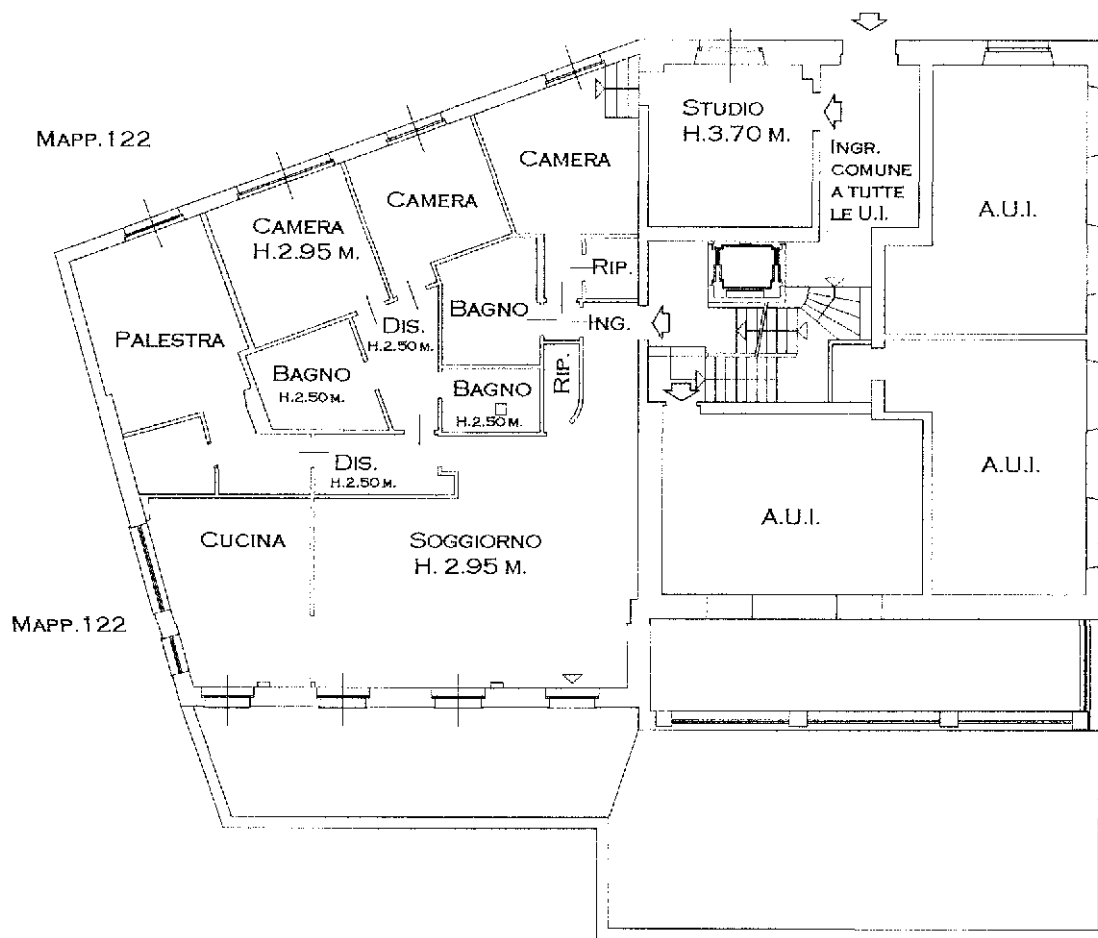 MAPP.122
STUDIO
H.3.70 M.
INGR.
COMUNE
A TUTTE
LE U.I.
CAMERA
CAMERA
CAMERA
H.2.95 M.
A.U.I.
RIP.
BAGNO
ING.
DIS.
H.2.50 M.
PALESTRA
BAGNO
H.2.50 M.
BAGNO
H.2.50 M.
RIP.
DIS.
H.2.50 M.
A.U.I.
A.U.I.
CUCINA
SOGGIORNO
H. 2.95 M.
MAPP.122